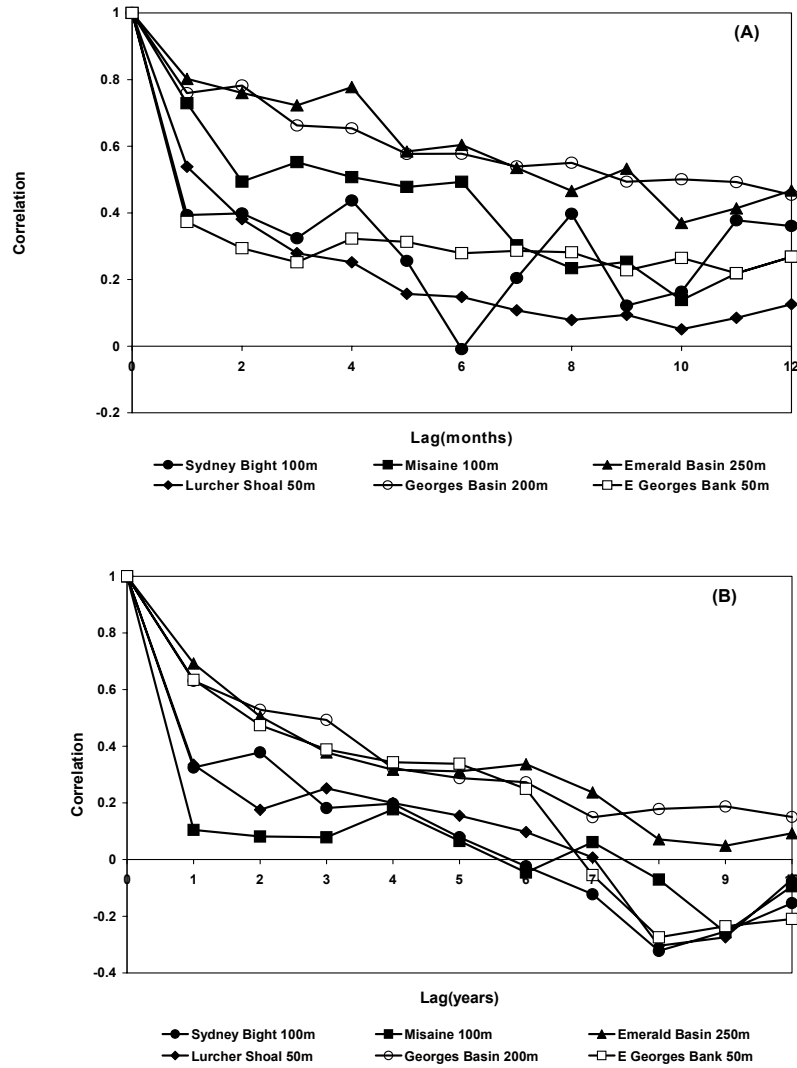 (A)
1
0.8
0.6
0.4
0.2
0
-0.2
0 2 4 6 8 10 12
Correlation
Lag(months)
Sydney Bight 100m Misaine 100m Emerald Basin 250m
Lurcher Shoal 50m Georges Basin 200m E Georges Bank 50m
(B)
1
0.8
0.6
0.4
0.2
0
-0.2
-0.4
0 1 2 3 4 5 6 7 9
Correlation
Lag(years)
Sydney Bight 100m Misaine 100m Emerald Basin 250m
Lurcher Shoal 50m Georges Basin 200m E Georges Bank 50m